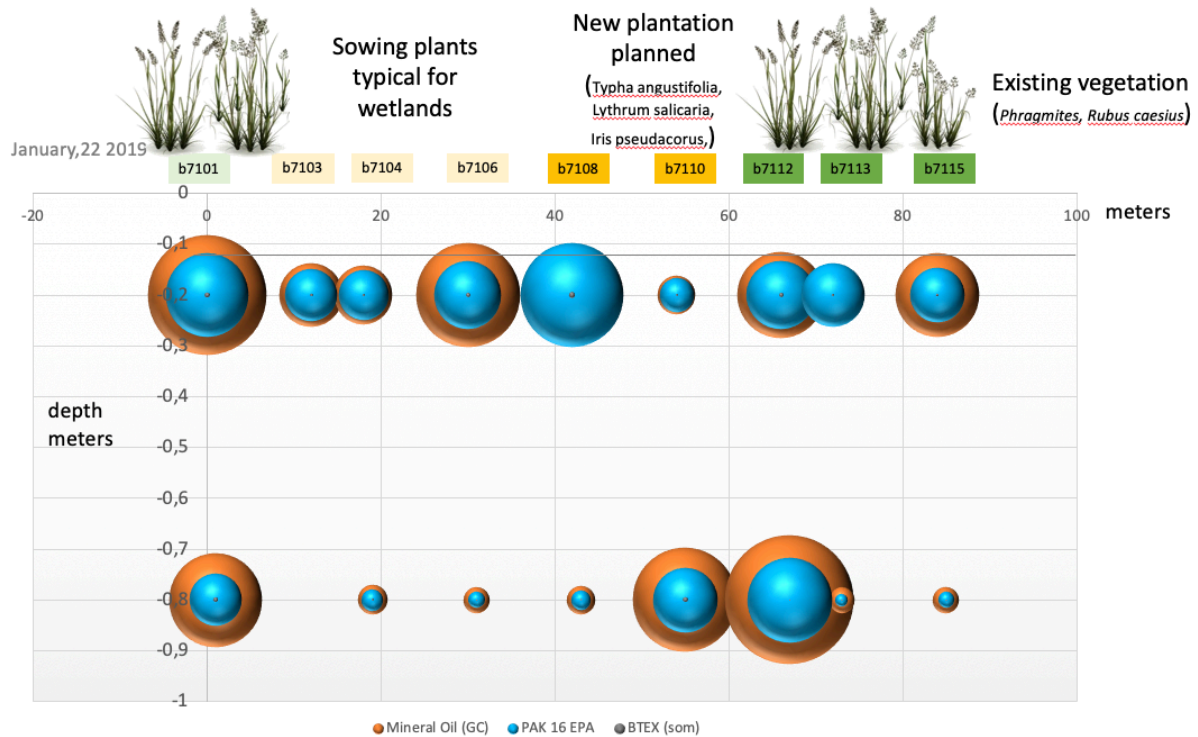 Sowing plants
typical for
wetlands
New plantation
planned
(Typha angustifolia,
Lythrum salicaria,
Iris pseudacorus,)
Existing vegetation
(Phragmites, Rubus caesius)
January,22 2019
b7101 b7103 b7104 b7106 b7108 b7110 b7112 b7113 b7115
0
-20 0 20 40 60 80 100 meters
-0,1
-0,2
-0,3
-0,4
depth
meters
-0,5
-0,6
-0,7
-0,8
-0,9
-1
Mineral Oil (GC) PAK 16 EPA BTEX (som)